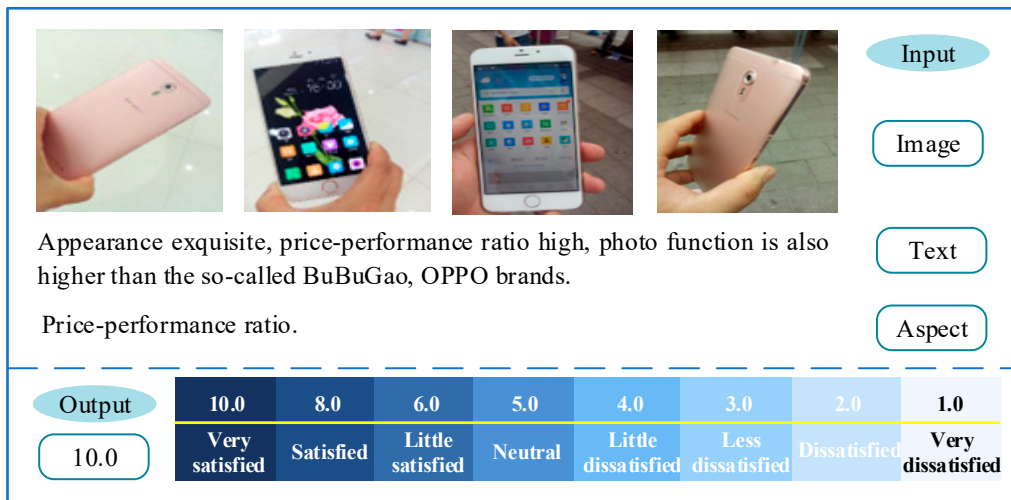 Input
Image
Appearance exquisite, price-performance ratio high, photo function is also
higher than the so-called BuBuGao, OPPO brands.
Text
Price-performance ratio.
Aspect
Output
10.0 8.0 6.0 5.0 4.0 3.0 2.0 1.0
Very satisfied Satisfied Little satisfied Neutral Little dissatisfied Less dissatisfied Dissatisfied Very dissatisfied
10.0